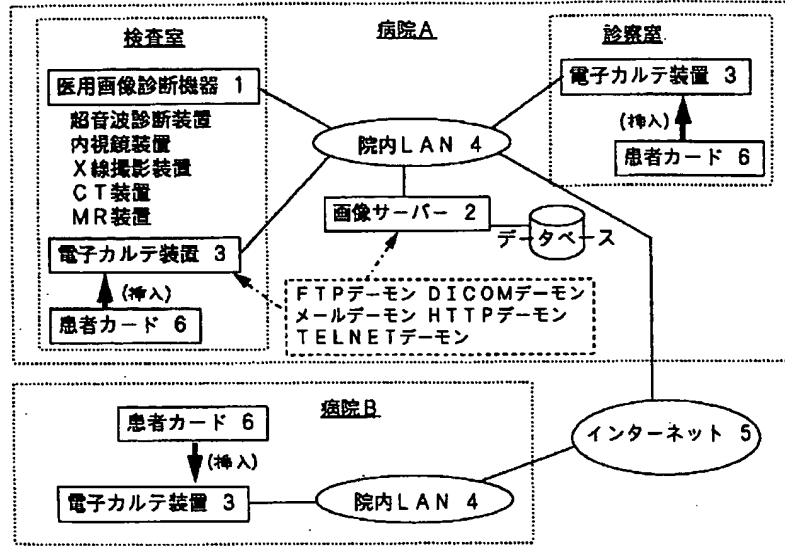 病院A
検査室
医用画像診断機器 1
超音波診断装置
内視鏡装置
X線撮影装置
CT装置
MR装置
電子カルテ装置 3
(挿入)
患者カード 6
院内LAN 4
画像サーバー 2
データベース
FTPデーモン DICOMデーモン
メールデーモン HTTPデーモン
TELNETデーモン
診察室
電子カルテ装置 3
(挿入)
患者カード 6
病院B
患者カード 6
(挿入)
電子カルテ装置 3
院内LAN 4
インターネット 5